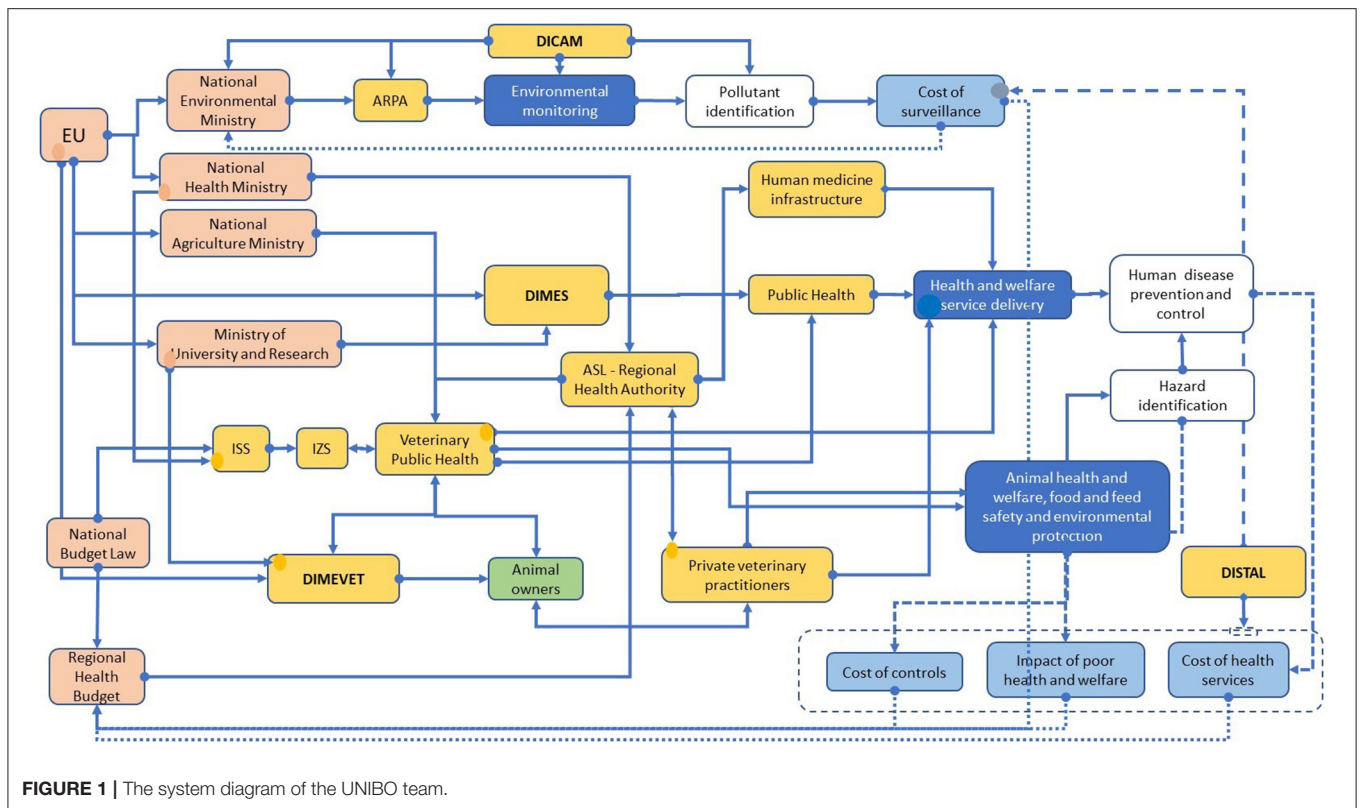 DICAM
National
Environmental
Ministry
ARPA
Environmental
monitoring
Pollutant
identification
Cost of
surveillance
EU
National
Health Ministry
Human medicine
infrastructure
National
Agriculture Ministry
DIMES
Public Health
Health and welfare
service delivery
Human disease
prevention and
control
Ministry of
University and Research
ASL - Regional
Health Authority
Hazard
identification
ISS
IZS
Veterinary
Public Health
Animal health and
welfare, food and feed
safety and environmental
protection
National
Budget Law
DIMEVET
Animal
owners
Private veterinary
practitioners
DISTAL
Regional
Health
Budget
Cost of controls
Impact of poor
health and welfare
Cost of health
services
FIGURE 1 | The system diagram of the UNIBO team.